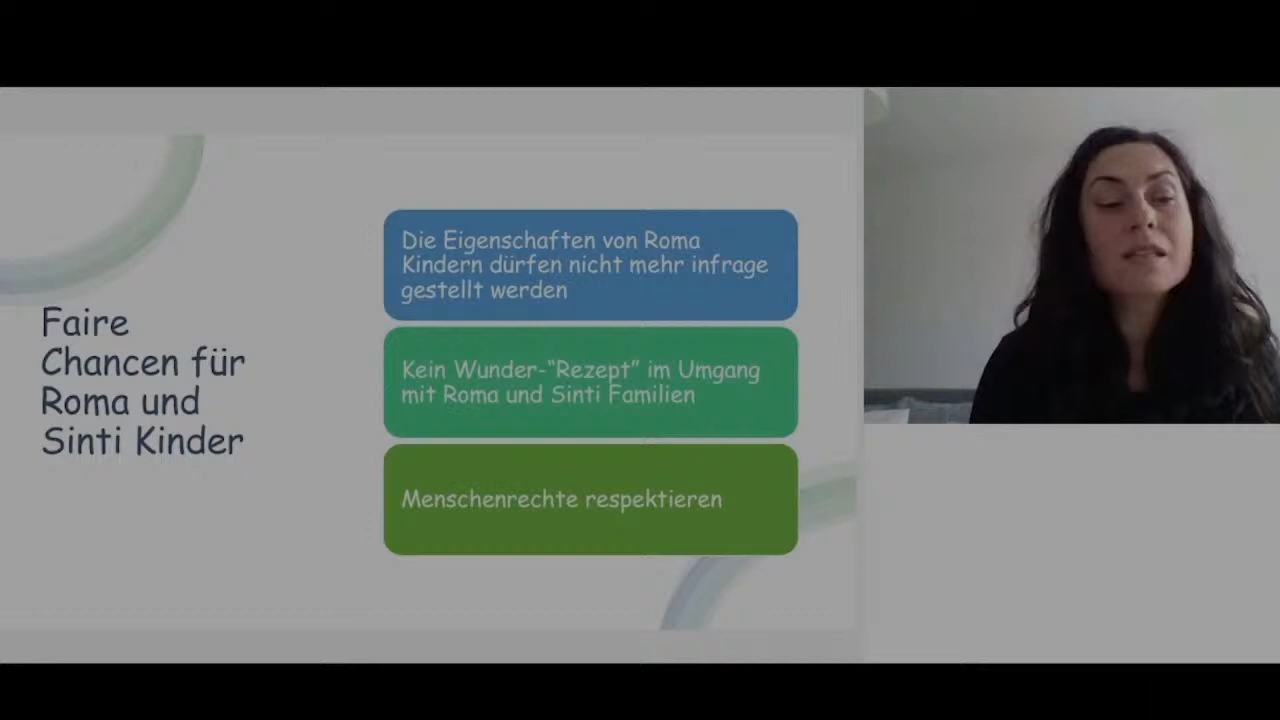 Faire
Chancen für
Roma und
Sinti Kinder
Die Eigenschaften von Roma
Kindern dürfen nicht mehr infrage
gestellt werden
Kein Wunder-“Rezept” im Umgang
mit Roma und Sinti Familien
Menschenrechte respektieren